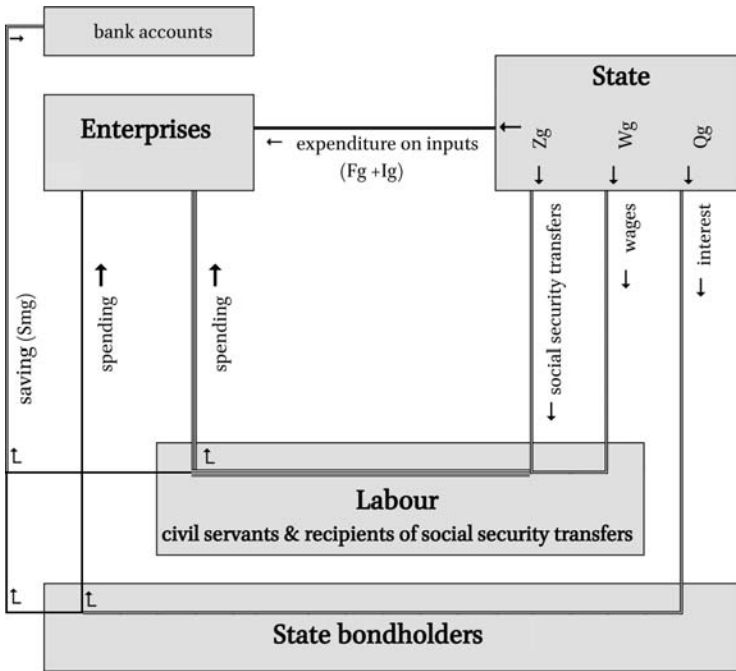 bank accounts
State
Enterprises
← expenditure on inputs
(Fg +Ig)
Zg
Wg
Qg
social security transfers
wages
interest
saving (Smg)
spending
spending
Labour
civil servants & recipients of social security transfers
State bondholders